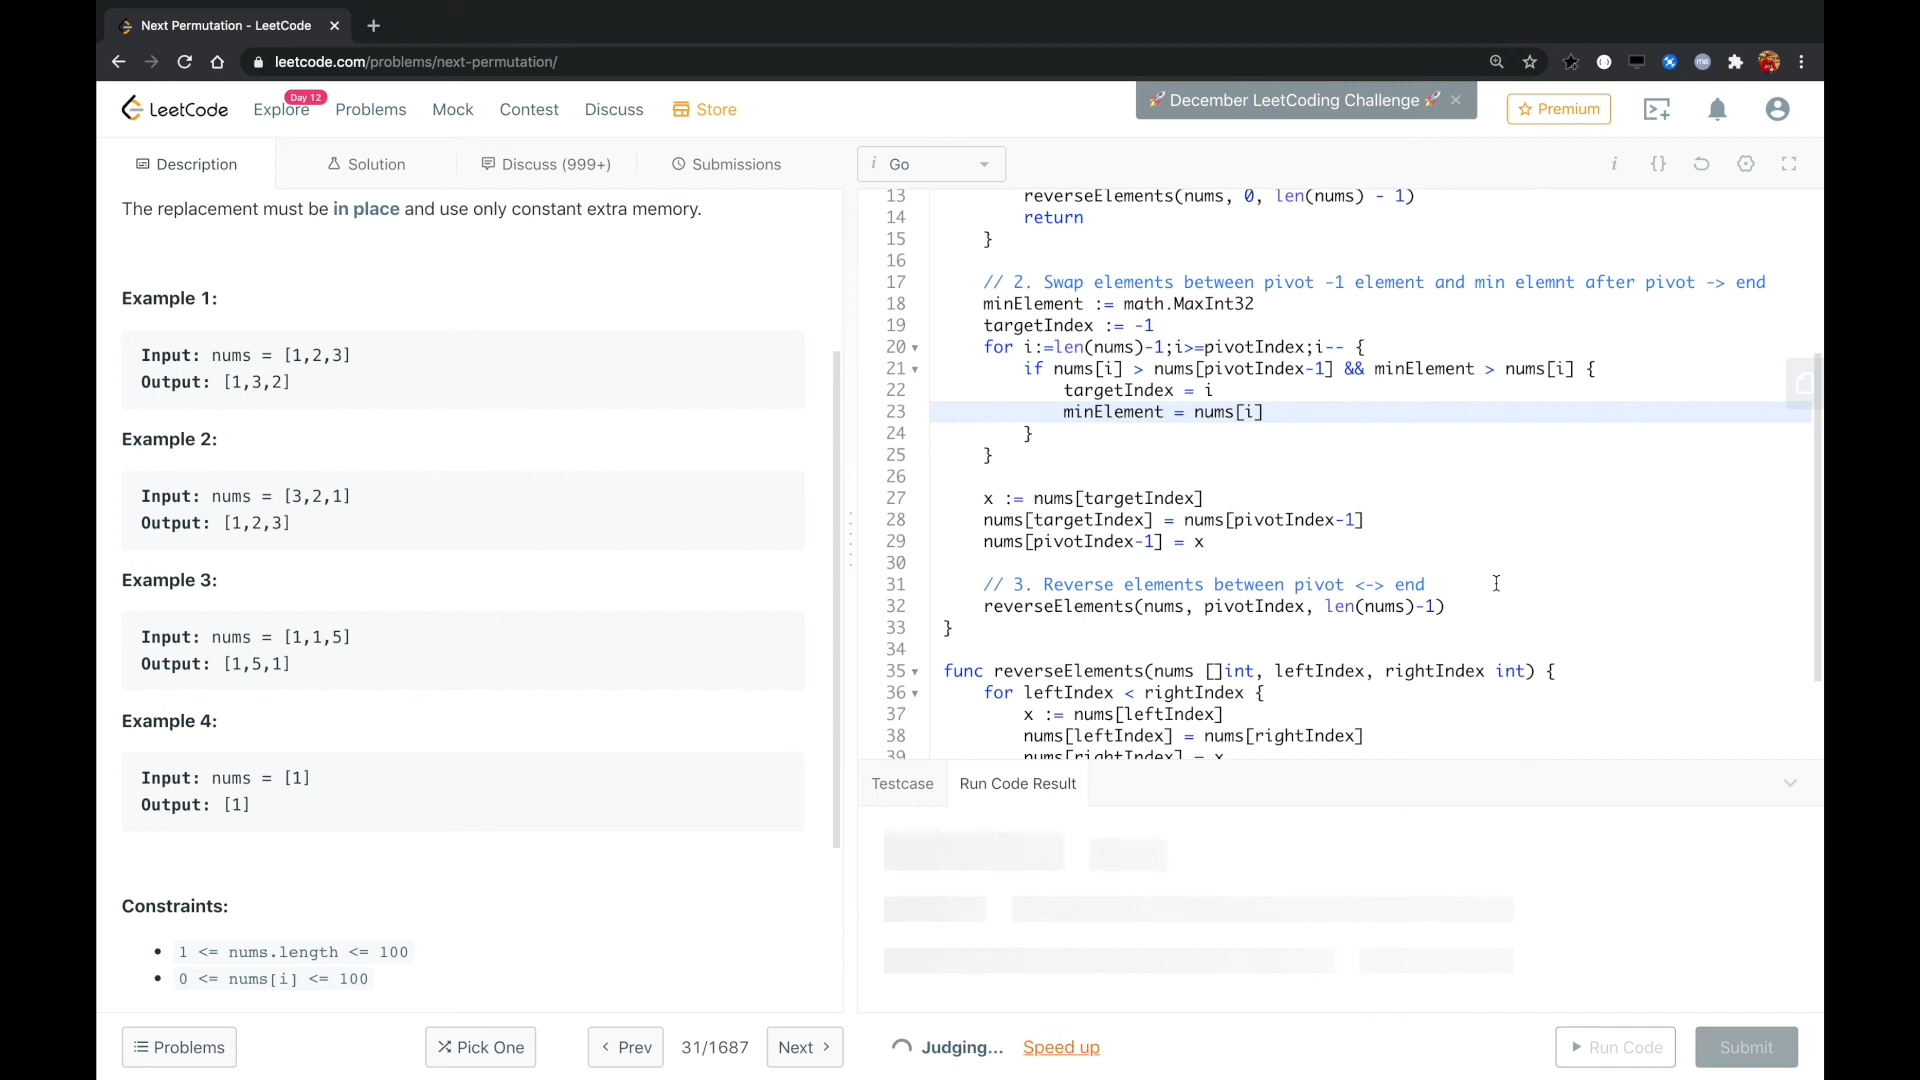 Next Permutation - LeetCode
leetcode.com/problems/next-permutation/
LeetCode
Explore
Day 12
Problems
Mock
Contest
Discuss
Store
🚀 December LeetCoding Challenge 🚀
Premium
Description
Solution
Discuss (999+)
Submissions
i Go
The replacement must be in place and use only constant extra memory.
Example 1:
Input: nums = [1,2,3]
Output: [1,3,2]
Example 2:
Input: nums = [3,2,1]
Output: [1,2,3]
Example 3:
Input: nums = [1,1,5]
Output: [1,5,1]
Example 4:
Input: nums = [1]
Output: [1]
Constraints:
1 <= nums.length <= 100
0 <= nums[i] <= 100
Problems
Pick One
Prev
31/1687
Next
13 reverseElements(nums, 0, len(nums) - 1)
14 return
15 }
16
17 // 2. Swap elements between pivot -1 element and min elemnt after pivot -> end
18 minElement := math.MaxInt32
19 targetIndex := -1
20 for i:=len(nums)-1;i>=pivotIndex;i-- {
21 if nums[i] > nums[pivotIndex-1] && minElement > nums[i] {
22 targetIndex = i
23 minElement = nums[i]
24 }
25 }
26
27 x := nums[targetIndex]
28 nums[targetIndex] = nums[pivotIndex-1]
29 nums[pivotIndex-1] = x
30
31 // 3. Reverse elements between pivot <-> end
32 reverseElements(nums, pivotIndex, len(nums)-1)
33 }
34
35 func reverseElements(nums []int, leftIndex, rightIndex int) {
36 for leftIndex < rightIndex {
37 x := nums[leftIndex]
38 nums[leftIndex] = nums[rightIndex]
39 nums[rightIndex] = x
Testcase
Run Code Result
Judging...
Speed up
Run Code
Submit